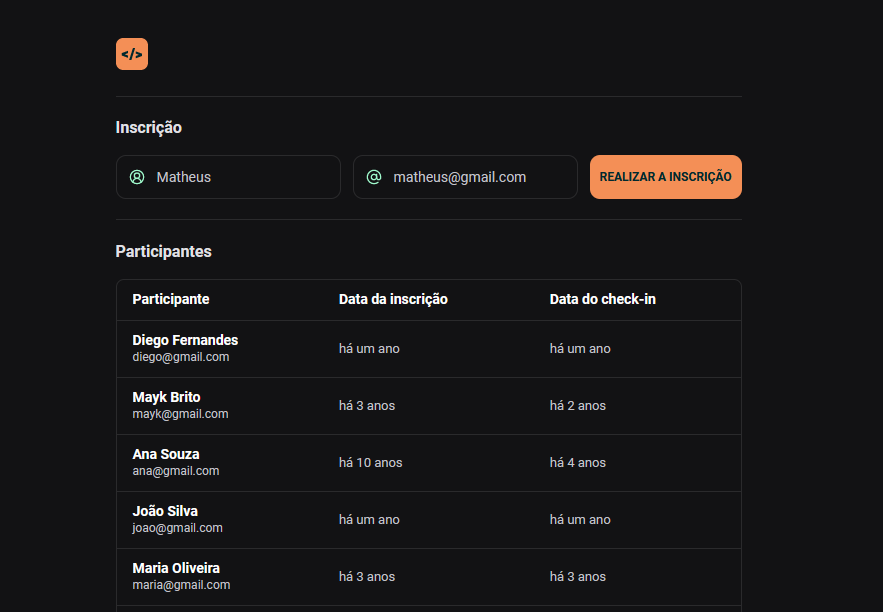 </>
Inscrição
Matheus
matheus@gmail.com
REALIZAR A INSCRIÇÃO
Participantes
Participante Data da inscrição Data do check-in
Diego Fernandes
diego@gmail.com
há um ano há um ano
Mayk Brito
mayk@gmail.com
há 3 anos há 2 anos
Ana Souza
ana@gmail.com
há 10 anos há 4 anos
João Silva
joao@gmail.com
há um ano há um ano
Maria Oliveira
maria@gmail.com
há 3 anos há 3 anos